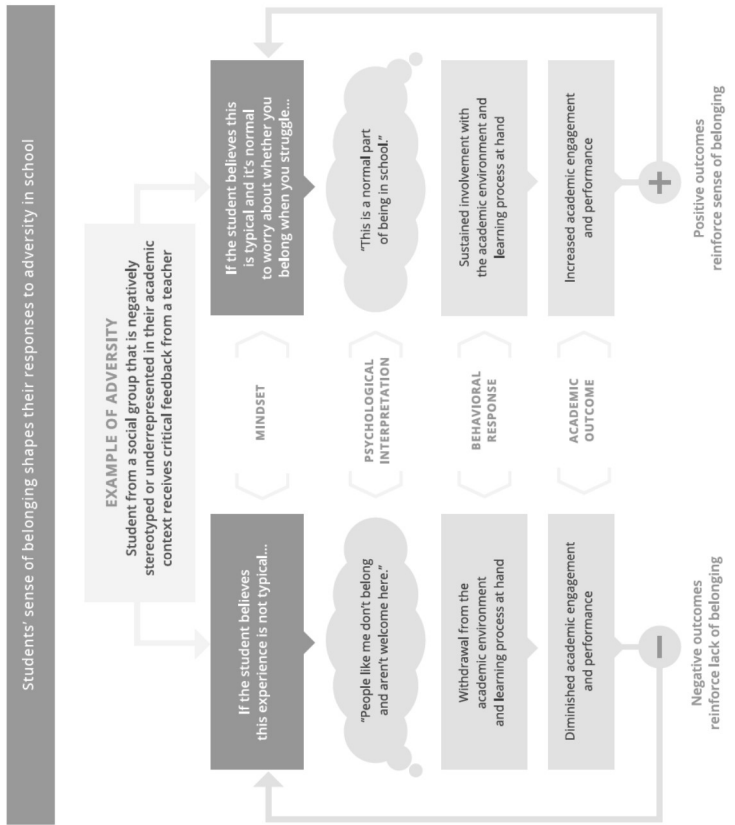 Students' sense of belonging shapes their responses to adversity in school
EXAMPLE OF ADVERSITY
Student from a social group that is negatively
stereotyped or underrepresented in their academic
context receives critical feedback from a teacher
If the student believes
this experience is not typical...
MINDSET
If the student believes this
is typical and it's normal
to worry about whether you
belong when you struggle...
"People like me don't belong
and aren't welcome here."
PSYCHOLOGICAL
INTERPRETATION
"This is a normal part
of being in school."
Withdrawal from the
academic environment
and learning process at hand
BEHAVIORAL
RESPONSE
Sustained involvement with
the academic environment and
learning process at hand
Diminished academic engagement
and performance
ACADEMIC
OUTCOME
Increased academic engagement
and performance
–
+
Negative outcomes
reinforce lack of belonging
Positive outcomes
reinforce sense of belonging